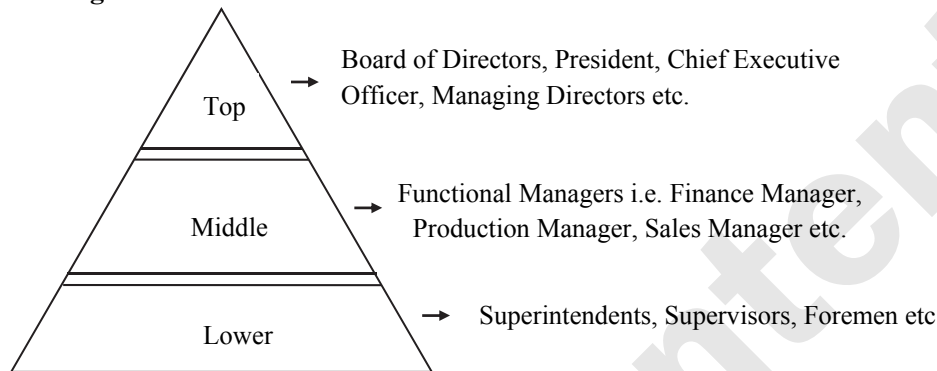 Board of Directors, President, Chief Executive
Officer, Managing Directors etc.
Top
Functional Managers i.e. Finance Manager,
Production Manager, Sales Manager etc.
Middle
Superintendents, Supervisors, Foremen etc
Lower